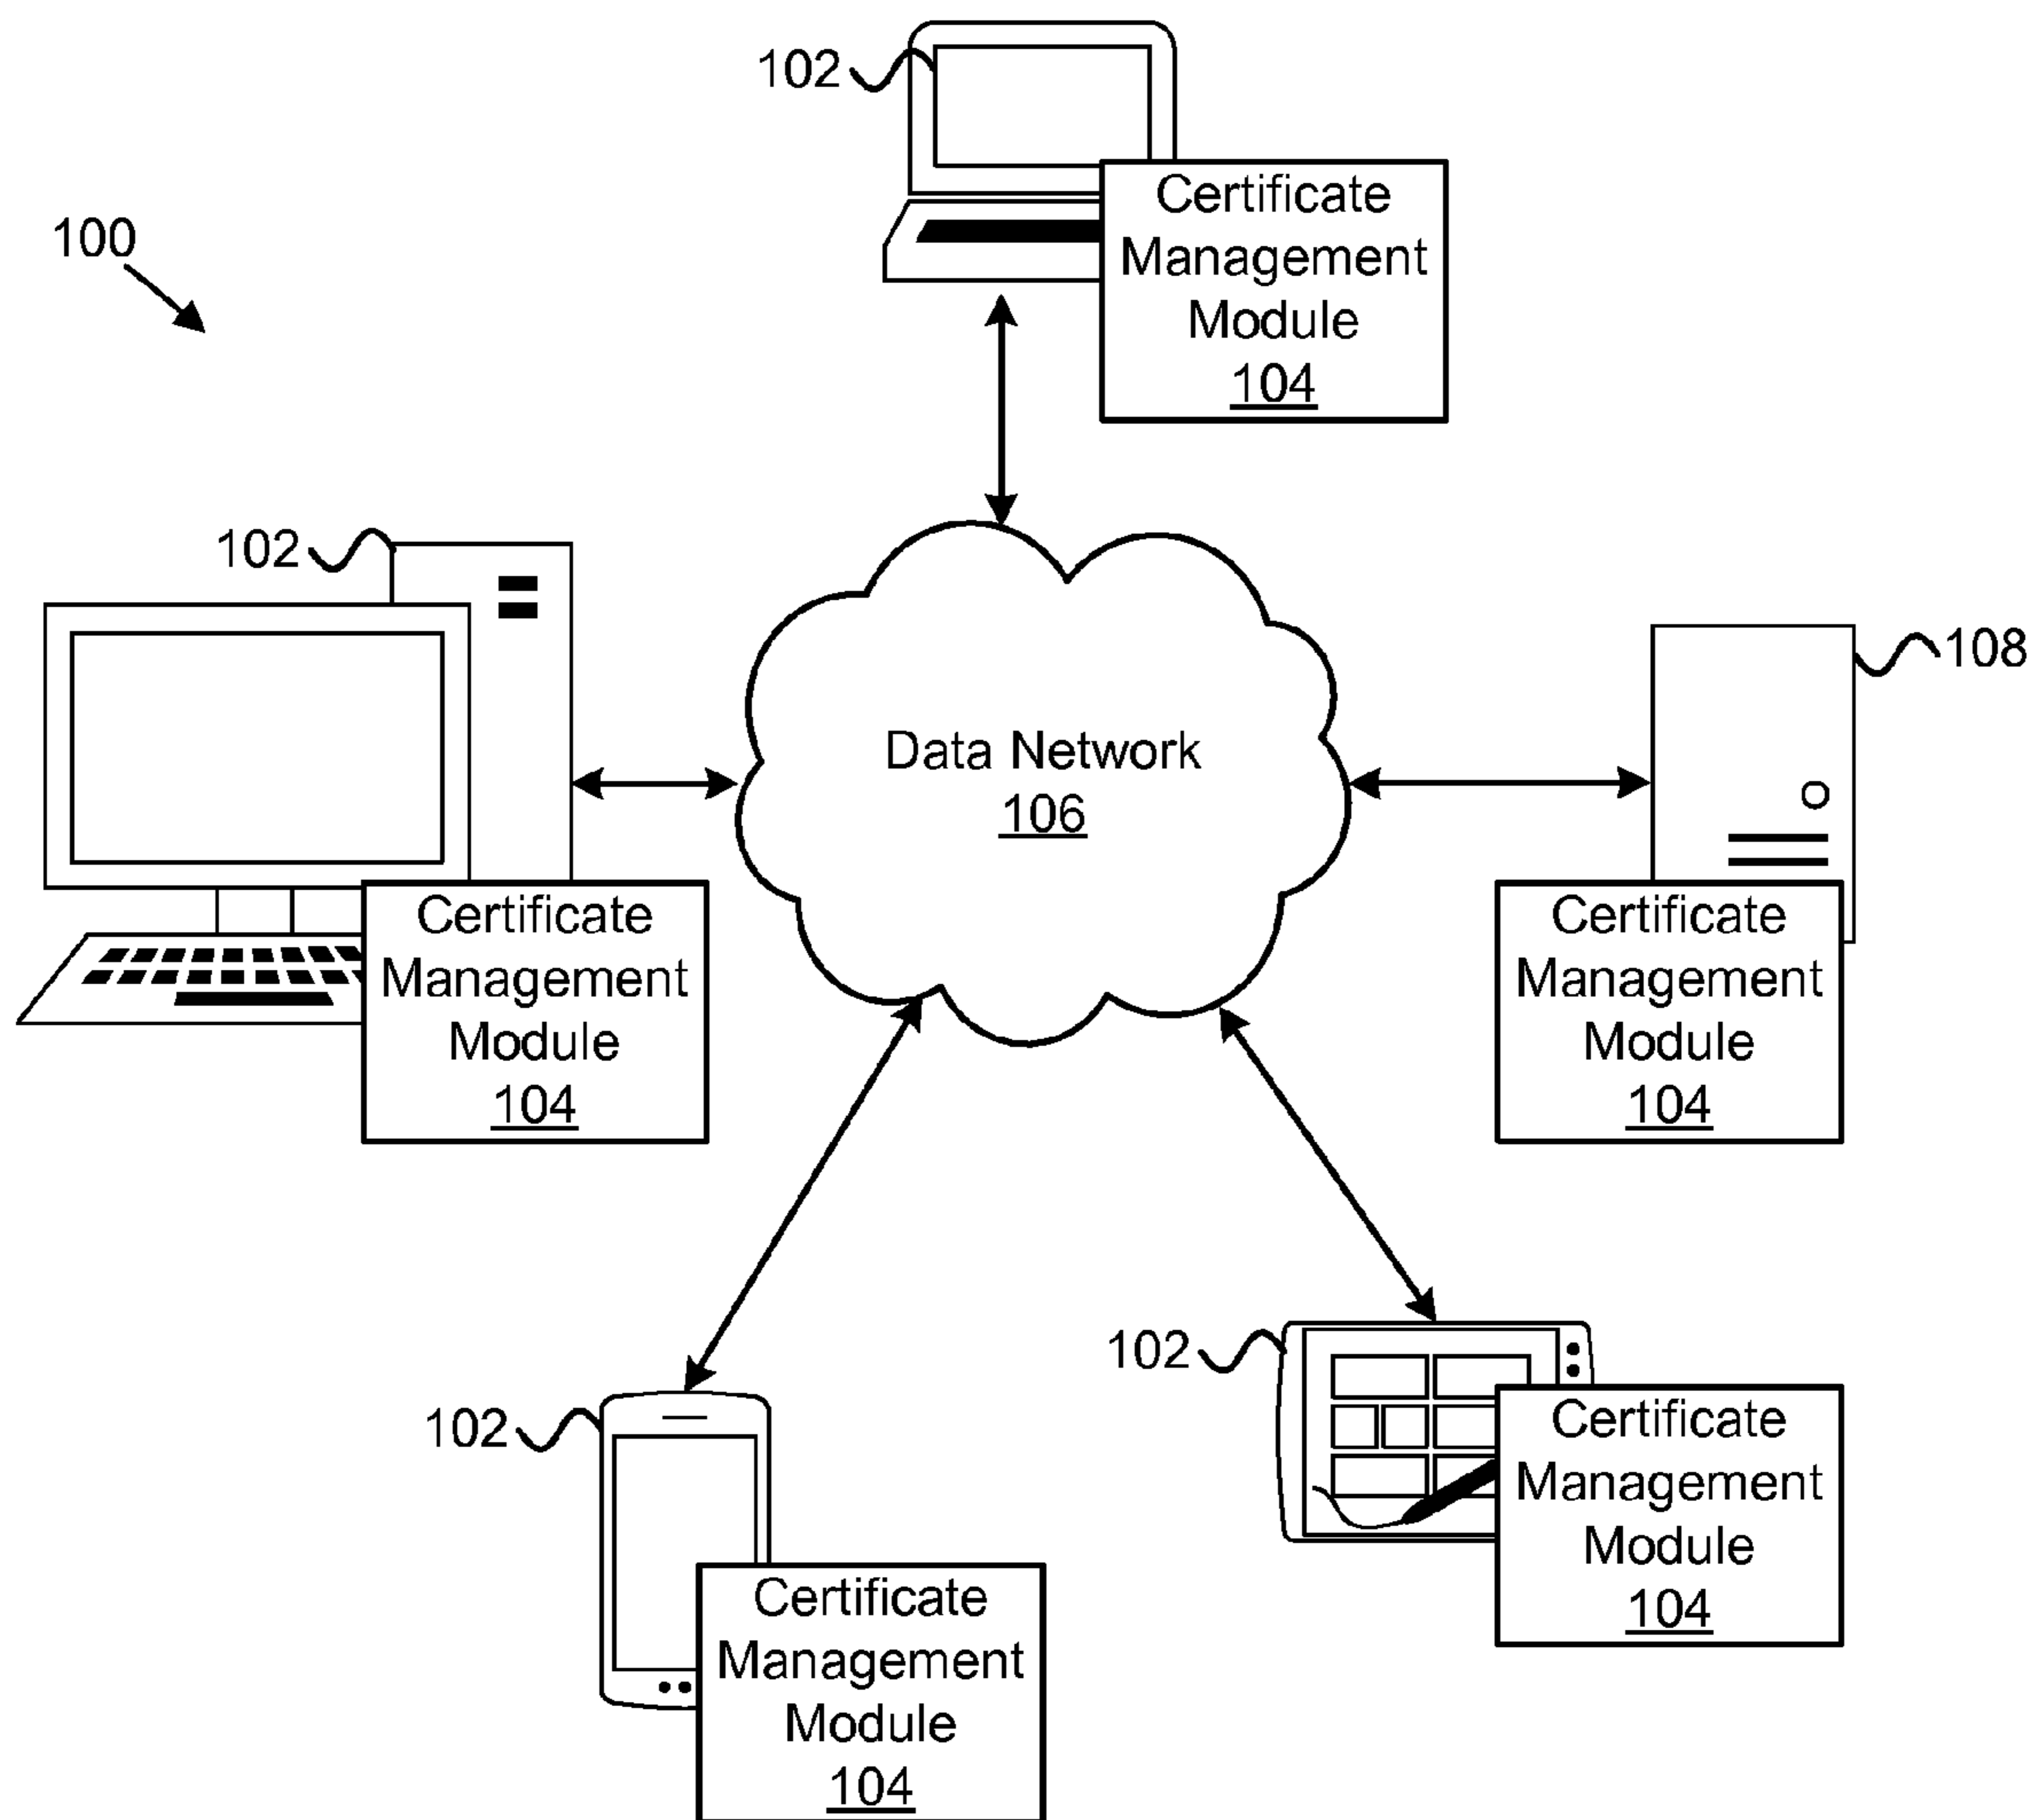 102
Certificate
Management
Module
104
100
102
Data Network
106
108
Certificate
Management
Module
104
Certificate
Management
Module
104
102
Certificate
Management
Module
104
102
Certificate
Management
Module
104